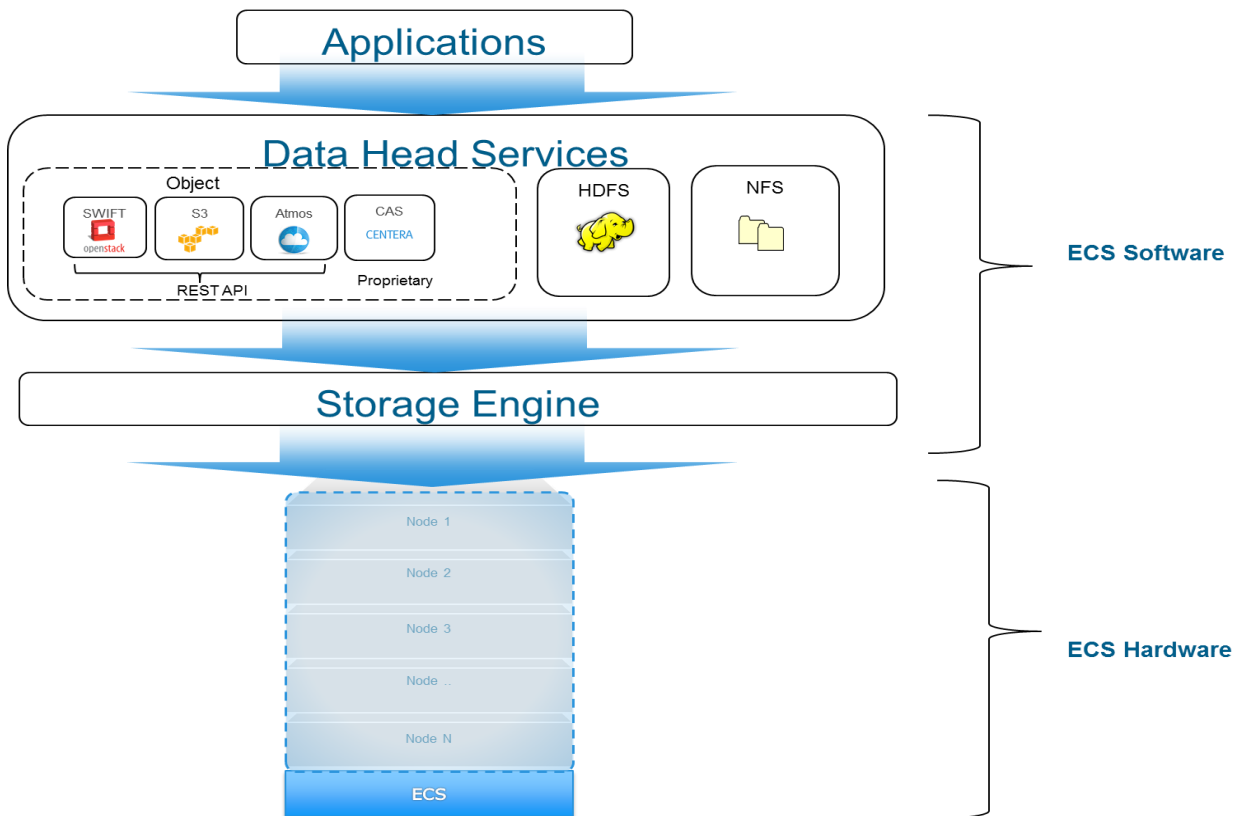 Applications
Data Head Services
Object
SWIFT
openstack
S3
Atmos
CAS
CENTERA
REST API
Proprietary
HDFS
NFS
ECS Software
Storage Engine
Node 1
Node 2
Node 3
Node ..
Node N
ECS
ECS Hardware